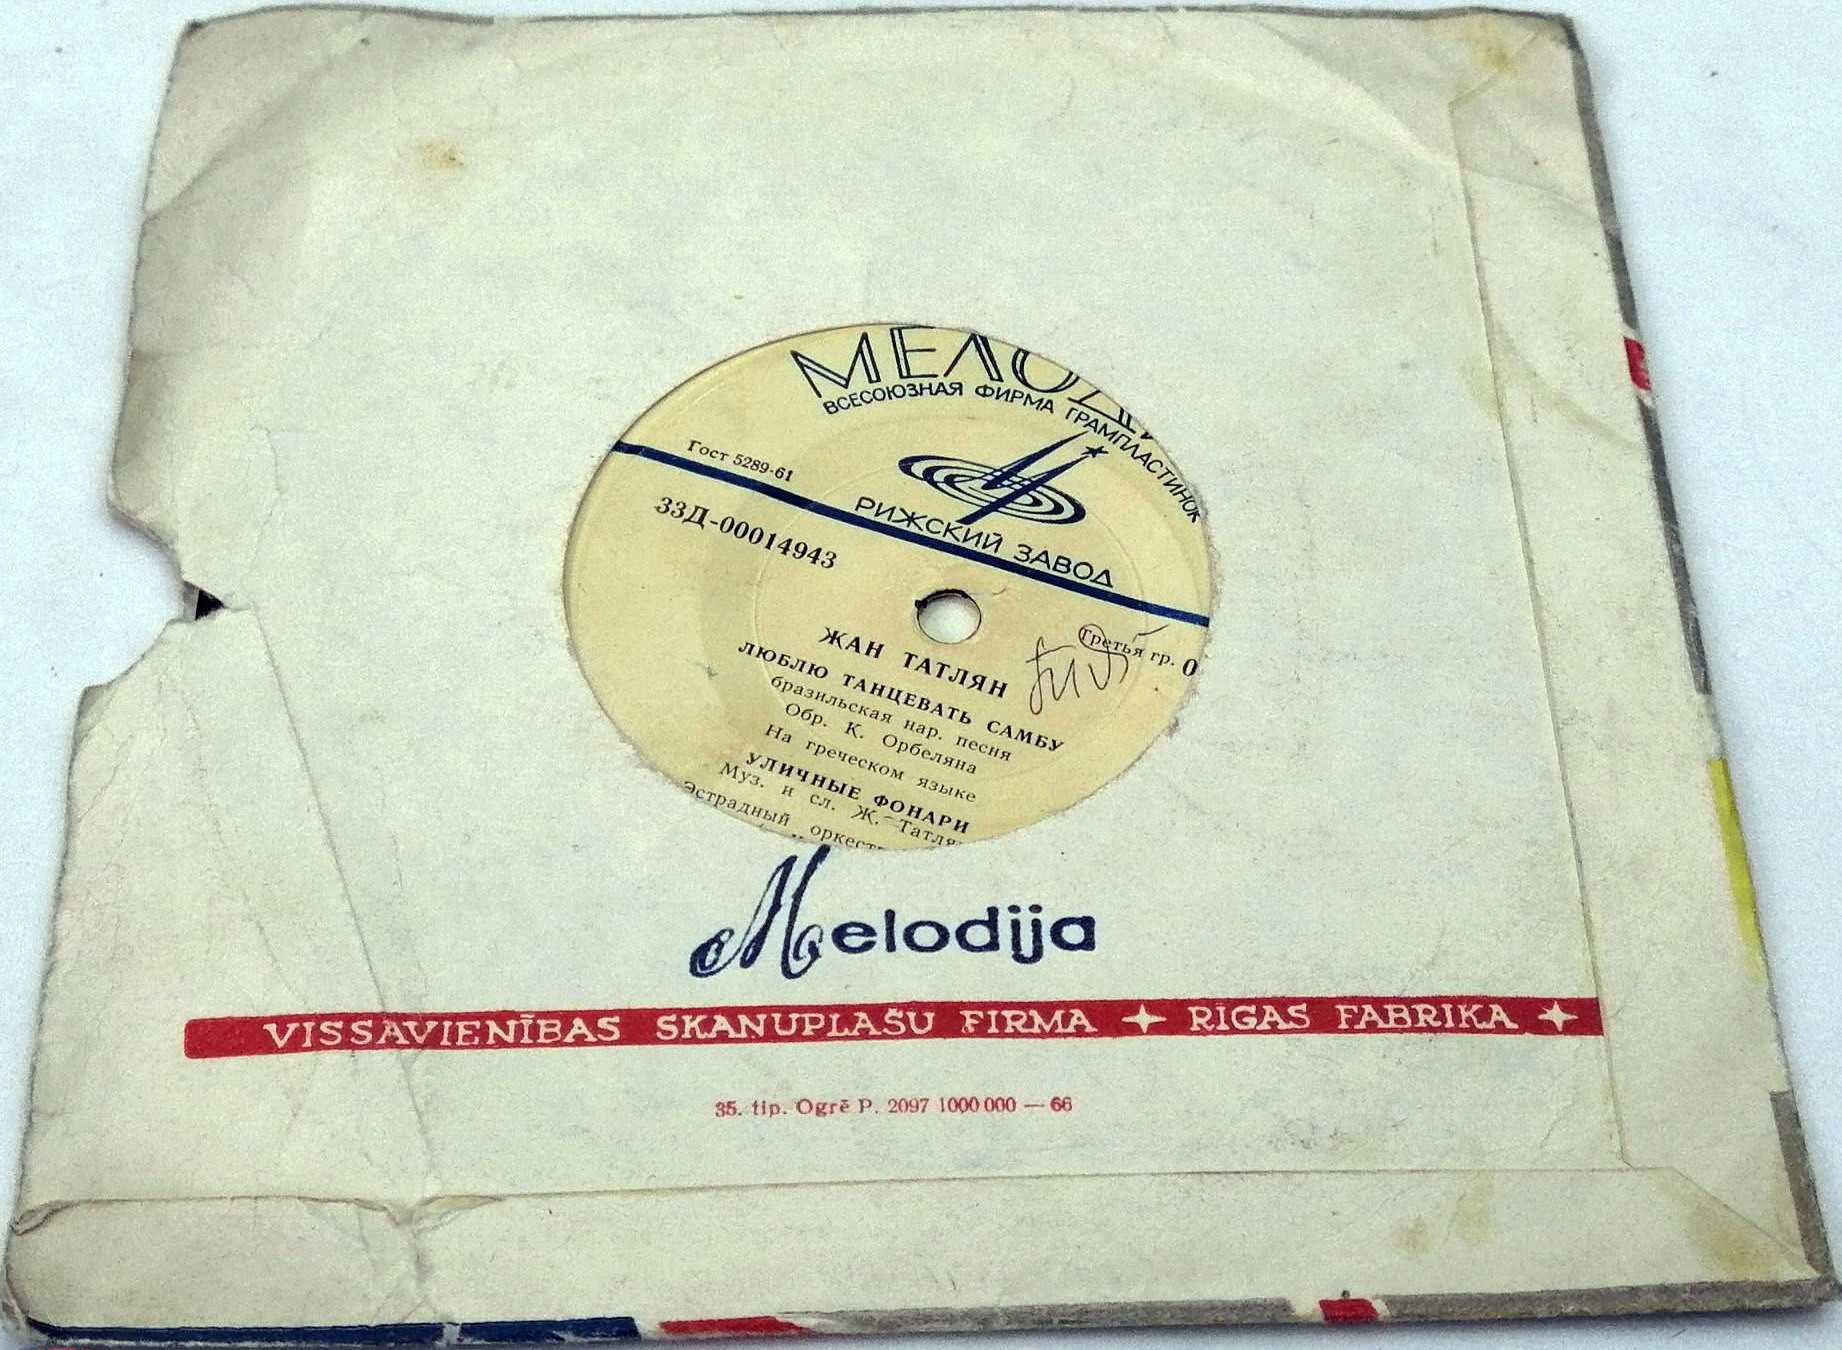 МЕЛОД
ВСЕСОЮЗНАЯ ФИРМА ГРАМПЛАСТИНОК
Гост 5289-61
РИЖСКИЙ ЗАВОД
33Д-00014943
Третья гр. 0
ЖАН ТАТЛЯН
ЛЮБЛЮ ТАНЦЕВАТЬ САМБУ
бразильская нар. песня
Обр. К. Орбеляна
На греческом языке
УЛИЧНЫЕ ФОНАРИ
Муз. и сл. Ж. Татля
Эстрадный оркест
Melodija
VISSAVIENĪBAS SKAŅUPLAŠU FIRMA ✦ RĪGAS FABRIKA ✦
35. tip. Ogrē P. 2097 1000 000 — 66